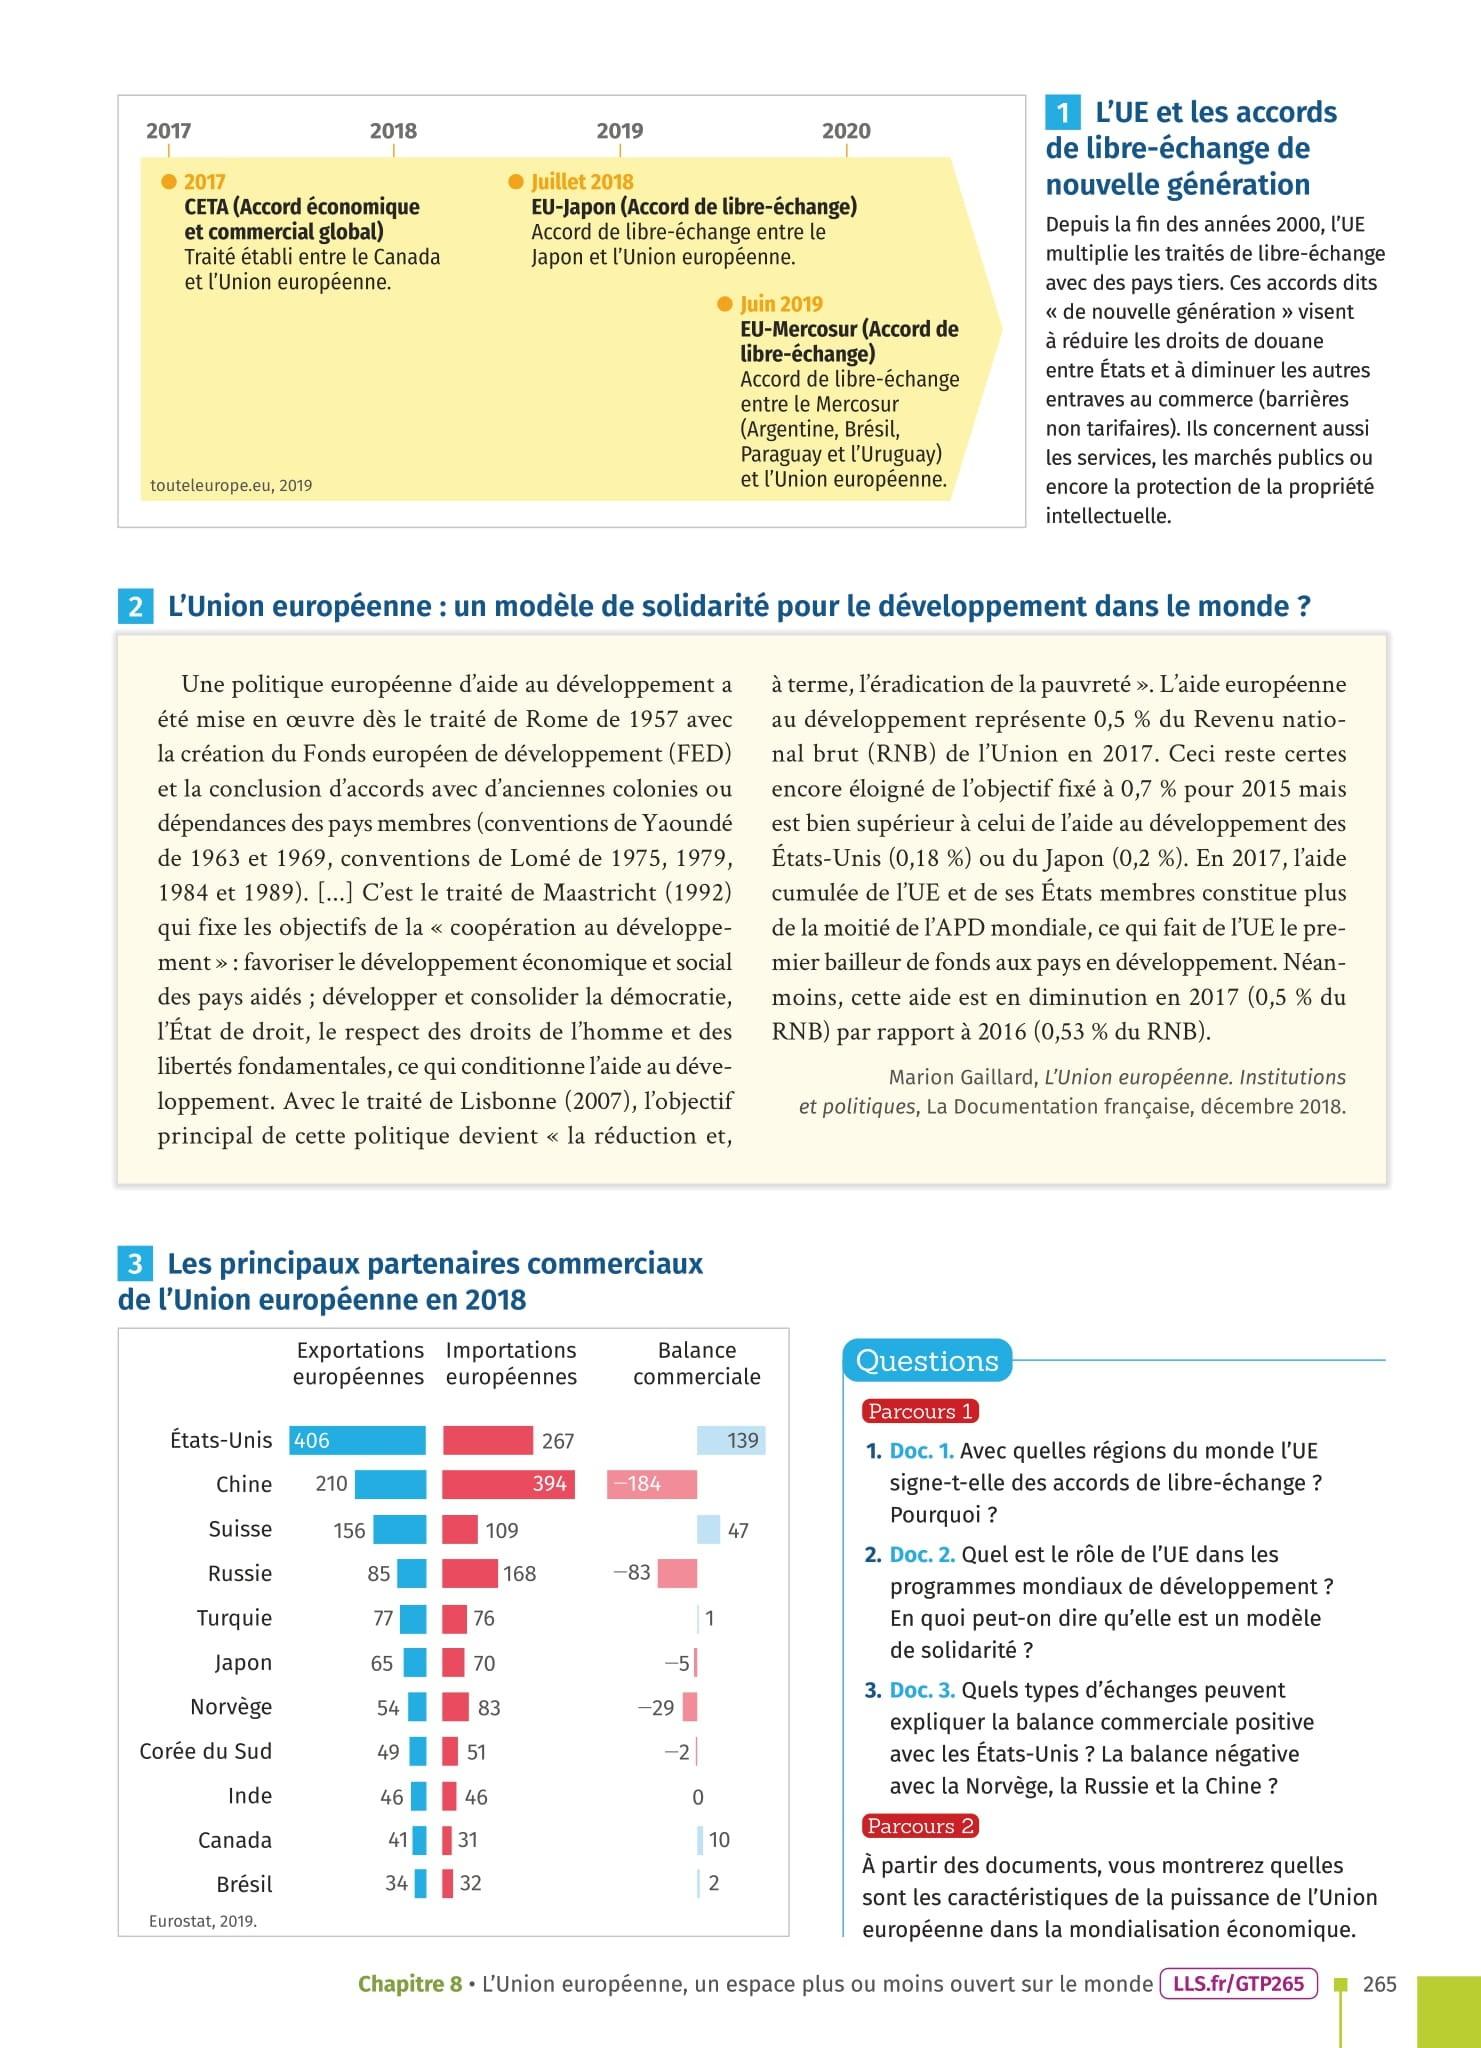 2017
2018
2019
2020
2017
CETA (Accord économique
et commercial global)
Traité établi entre le Canada
et l'Union européenne.
Juillet 2018
EU-Japon (Accord de libre-échange)
Accord de libre-échange entre le
Japon et l'Union européenne.
Juin 2019
EU-Mercosur (Accord de
libre-échange)
Accord de libre-échange
entre le Mercosur
(Argentine, Brésil,
Paraguay et l'Uruguay)
et l'Union européenne.
touteleurope.eu, 2019
1 L'UE et les accords
de libre-échange de
nouvelle génération
Depuis la fin des années 2000, l'UE
multiplie les traités de libre-échange
avec des pays tiers. Ces accords dits
« de nouvelle génération » visent
à réduire les droits de douane
entre États et à diminuer les autres
entraves au commerce (barrières
non tarifaires). Ils concernent aussi
les services, les marchés publics ou
encore la protection de la propriété
intellectuelle.
2 L'Union européenne : un modèle de solidarité pour le développement dans le monde ?
Une politique européenne d'aide au développement a
été mise en œuvre dès le traité de Rome de 1957 avec
la création du Fonds européen de développement (FED)
et la conclusion d'accords avec d'anciennes colonies ou
dépendances des pays membres (conventions de Yaoundé
de 1963 et 1969, conventions de Lomé de 1975, 1979,
1984 et 1989). [...] C'est le traité de Maastricht (1992)
qui fixe les objectifs de la « coopération au développe-
ment » : favoriser le développement économique et social
des pays aidés ; développer et consolider la démocratie,
l'État de droit, le respect des droits de l'homme et des
libertés fondamentales, ce qui conditionne l'aide au déve-
loppement. Avec le traité de Lisbonne (2007), l'objectif
principal de cette politique devient « la réduction et,
à terme, l'éradication de la pauvreté ». L'aide européenne
au développement représente 0,5 % du Revenu natio-
nal brut (RNB) de l'Union en 2017. Ceci reste certes
encore éloigné de l'objectif fixé à 0,7 % pour 2015 mais
est bien supérieur à celui de l'aide au développement des
États-Unis (0,18 %) ou du Japon (0,2 %). En 2017, l'aide
cumulée de l'UE et de ses États membres constitue plus
de la moitié de l'APD mondiale, ce qui fait de l'UE le pre-
mier bailleur de fonds aux pays en développement. Néan-
moins, cette aide est en diminution en 2017 (0,5 % du
RNB) par rapport à 2016 (0,53 % du RNB).
Marion Gaillard, L'Union européenne. Institutions
et politiques, La Documentation française, décembre 2018.
3 Les principaux partenaires commerciaux
de l'Union européenne en 2018
Exportations
européennes
Importations
européennes
Balance
commerciale
États-Unis 406 267 139
Chine 210 394 −184
Suisse 156 109 47
Russie 85 168 −83
Turquie 77 76 1
Japon 65 70 −5
Norvège 54 83 −29
Corée du Sud 49 51 −2
Inde 46 46 0
Canada 41 31 10
Brésil 34 32 2
Eurostat, 2019.
Questions
Parcours 1
1. Doc. 1. Avec quelles régions du monde l'UE
signe-t-elle des accords de libre-échange ?
Pourquoi ?
2. Doc. 2. Quel est le rôle de l'UE dans les
programmes mondiaux de développement ?
En quoi peut-on dire qu'elle est un modèle
de solidarité ?
3. Doc. 3. Quels types d'échanges peuvent
expliquer la balance commerciale positive
avec les États-Unis ? La balance négative
avec la Norvège, la Russie et la Chine ?
Parcours 2
À partir des documents, vous montrerez quelles
sont les caractéristiques de la puissance de l'Union
européenne dans la mondialisation économique.
Chapitre 8 • L'Union européenne, un espace plus ou moins ouvert sur le monde LLS.fr/GTP265 265